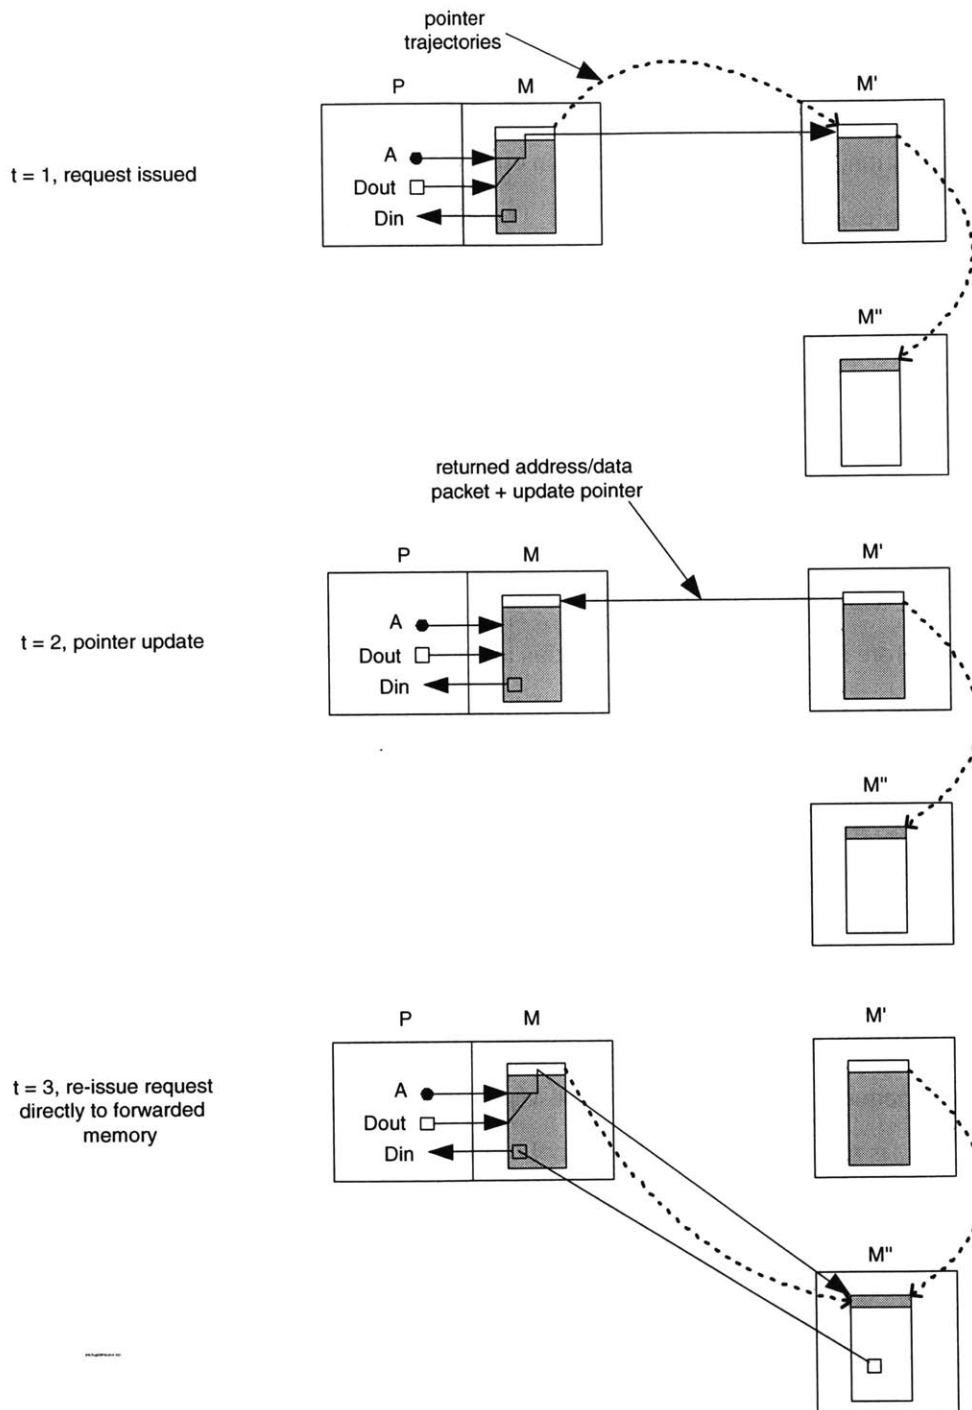 pointer
trajectories
P
M
M'
t = 1, request issued
A
Dout
Din
M"
returned address/data
packet + update pointer
P
M
M'
t = 2, pointer update
A
Dout
Din
M"
P
M
M'
t = 3, re-issue request
directly to forwarded
memory
A
Dout
Din
M"